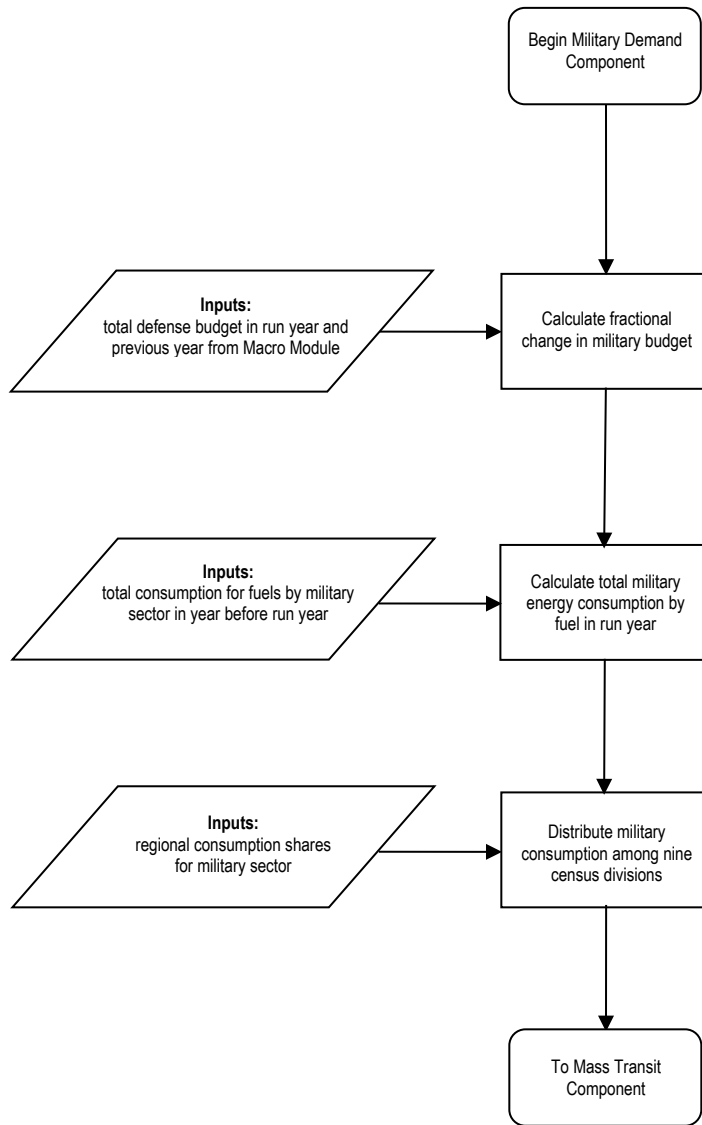 Begin Military Demand
Component
Inputs:
total defense budget in run year and
previous year from Macro Module
Calculate fractional
change in military budget
Inputs:
total consumption for fuels by military
sector in year before run year
Calculate total military
energy consumption by
fuel in run year
Inputs:
regional consumption shares
for military sector
Distribute military
consumption among nine
census divisions
To Mass Transit
Component